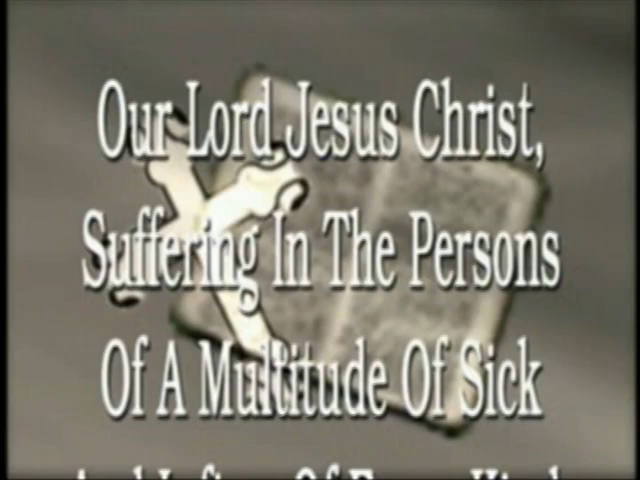 Our Lord Jesus Christ,
Suffering In The Persons
Of A Multitude Of Sick